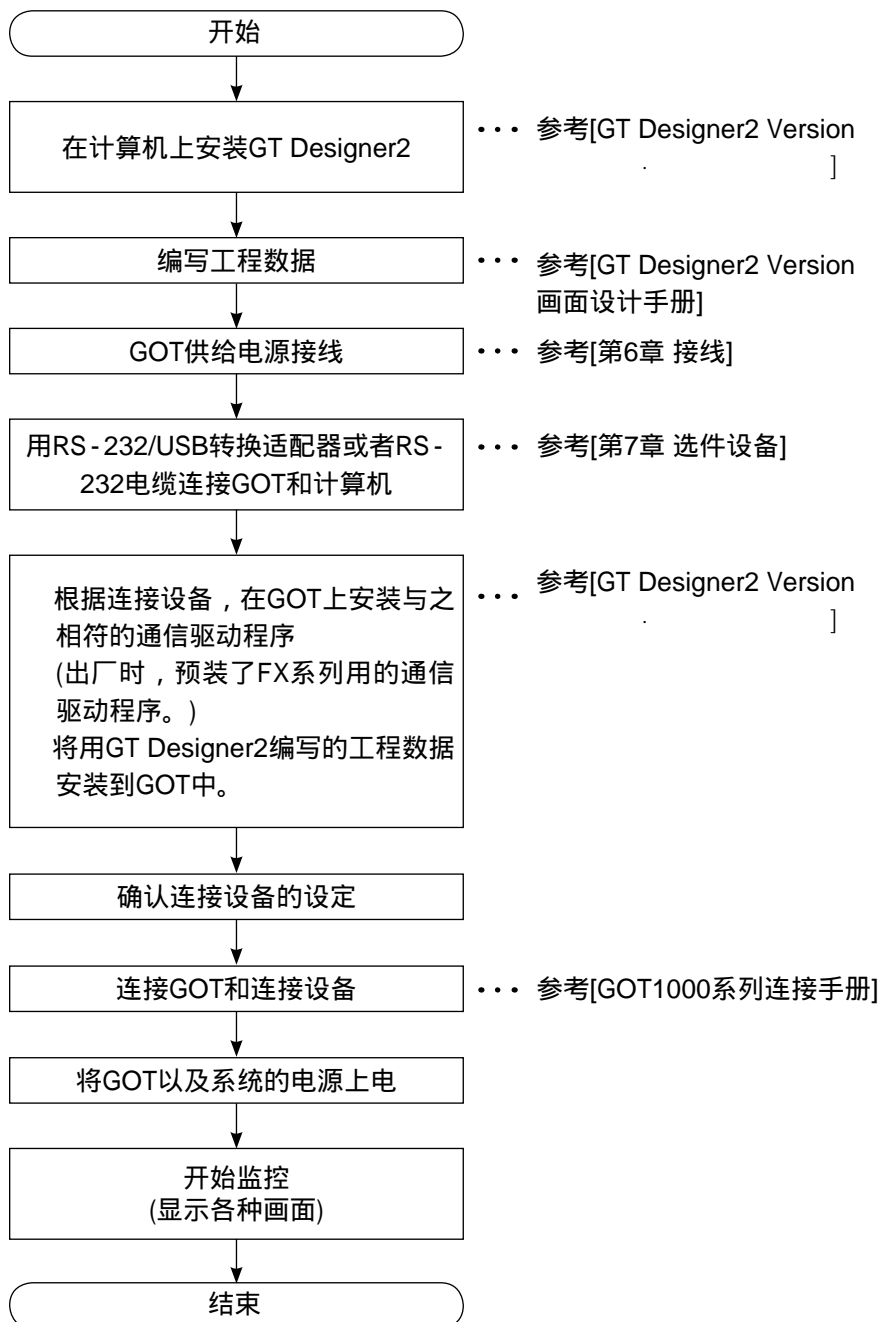 开始
在计算机上安装GT Designer2
··· 参考[GT Designer2 Version
· ]
编写工程数据
··· 参考[GT Designer2 Version
画面设计手册]
GOT供给电源接线
··· 参考[第6章 接线]
用RS-232/USB转换适配器或者RS-
232电缆连接GOT和计算机
··· 参考[第7章 选件设备]
根据连接设备，在GOT上安装与之
相符的通信驱动程序
(出厂时，预装了FX系列用的通信
驱动程序。)
将用GT Designer2编写的工程数据
安装到GOT中。
··· 参考[GT Designer2 Version
· ]
确认连接设备的设定
连接GOT和连接设备
··· 参考[GOT1000系列连接手册]
将GOT以及系统的电源上电
开始监控
(显示各种画面)
结束